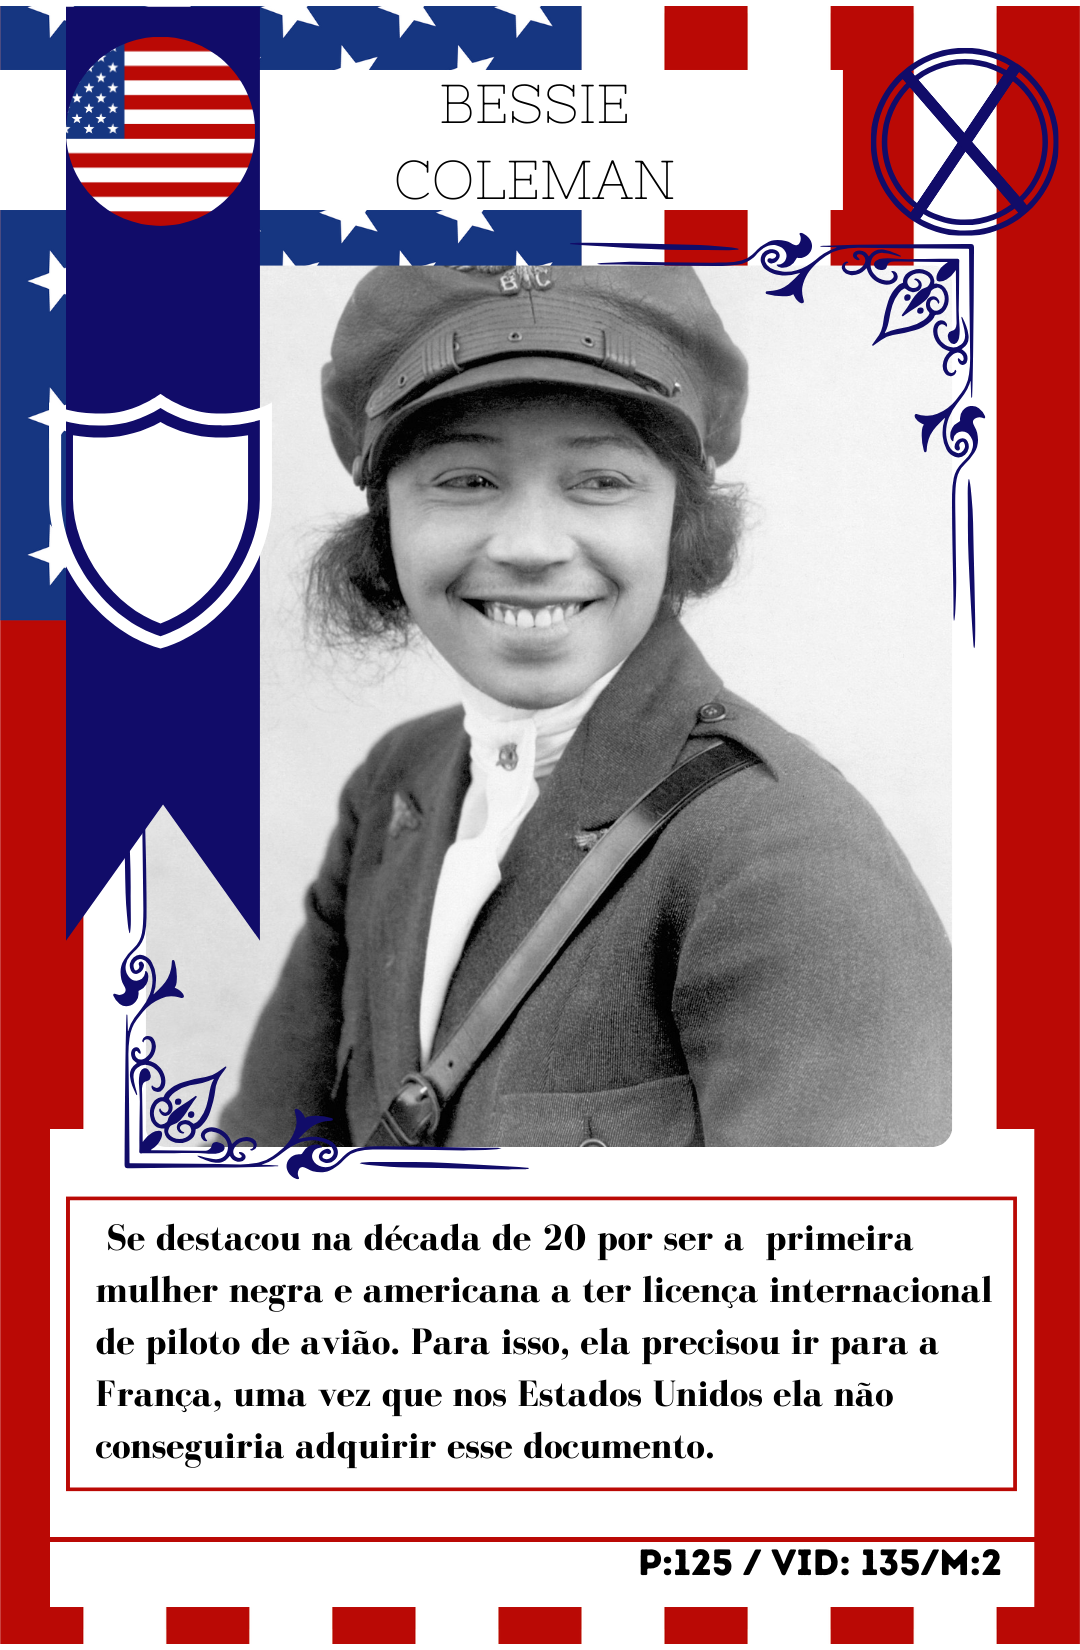 BESSIE
COLEMAN
B C
Se destacou na década de 20 por ser a primeira
mulher negra e americana a ter licença internacional
de piloto de avião. Para isso, ela precisou ir para a
França, uma vez que nos Estados Unidos ela não
conseguiria adquirir esse documento.
P:125 / VID: 135/M:2